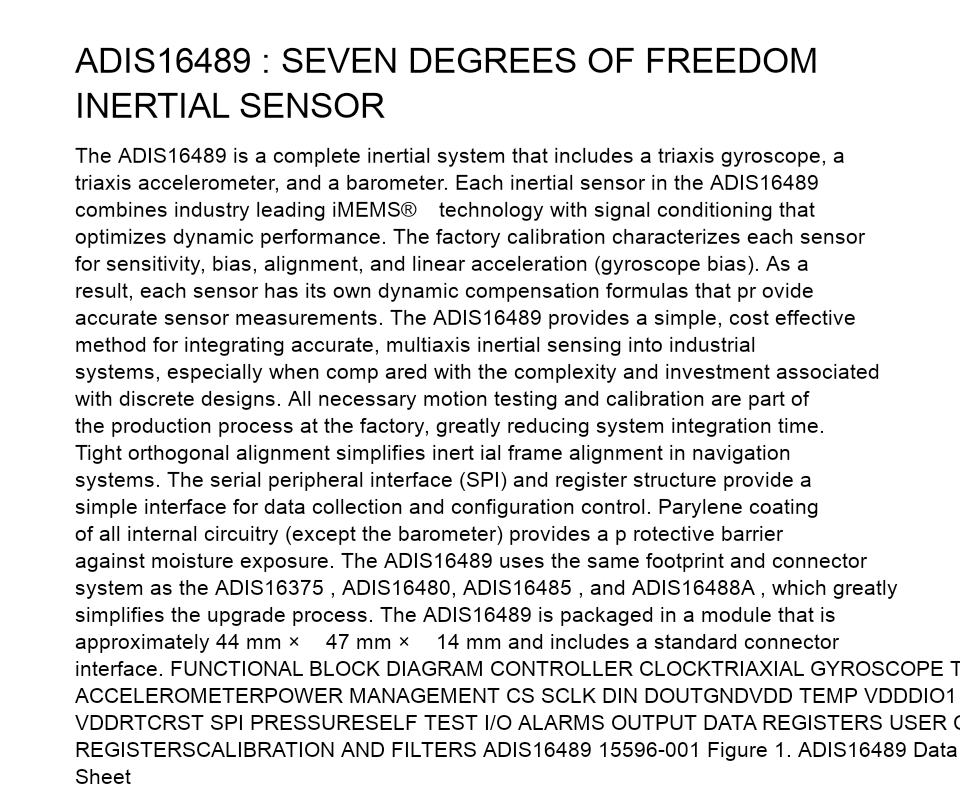 ADIS16489 : SEVEN DEGREES OF FREEDOM
INERTIAL SENSOR
The ADIS16489 is a complete inertial system that includes a triaxis gyroscope, a
triaxis accelerometer, and a barometer. Each inertial sensor in the ADIS16489
combines industry leading iMEMS® technology with signal conditioning that
optimizes dynamic performance. The factory calibration characterizes each sensor
for sensitivity, bias, alignment, and linear acceleration (gyroscope bias). As a
result, each sensor has its own dynamic compensation formulas that pr ovide
accurate sensor measurements. The ADIS16489 provides a simple, cost effective
method for integrating accurate, multiaxis inertial sensing into industrial
systems, especially when comp ared with the complexity and investment associated
with discrete designs. All necessary motion testing and calibration are part of
the production process at the factory, greatly reducing system integration time.
Tight orthogonal alignment simplifies inert ial frame alignment in navigation
systems. The serial peripheral interface (SPI) and register structure provide a
simple interface for data collection and configuration control. Parylene coating
of all internal circuitry (except the barometer) provides a p rotective barrier
against moisture exposure. The ADIS16489 uses the same footprint and connector
system as the ADIS16375 , ADIS16480, ADIS16485 , and ADIS16488A , which greatly
simplifies the upgrade process. The ADIS16489 is packaged in a module that is
approximately 44 mm × 47 mm × 14 mm and includes a standard connector
interface. FUNCTIONAL BLOCK DIAGRAM CONTROLLER CLOCKTRIAXIAL GYROSCOPE T
ACCELEROMETERPOWER MANAGEMENT CS SCLK DIN DOUTGNDVDD TEMP VDDDIO1
VDDRTCRST SPI PRESSURESELF TEST I/O ALARMS OUTPUT DATA REGISTERS USER
REGISTERSCALIBRATION AND FILTERS ADIS16489 15596-001 Figure 1. ADIS16489 Data
Sheet